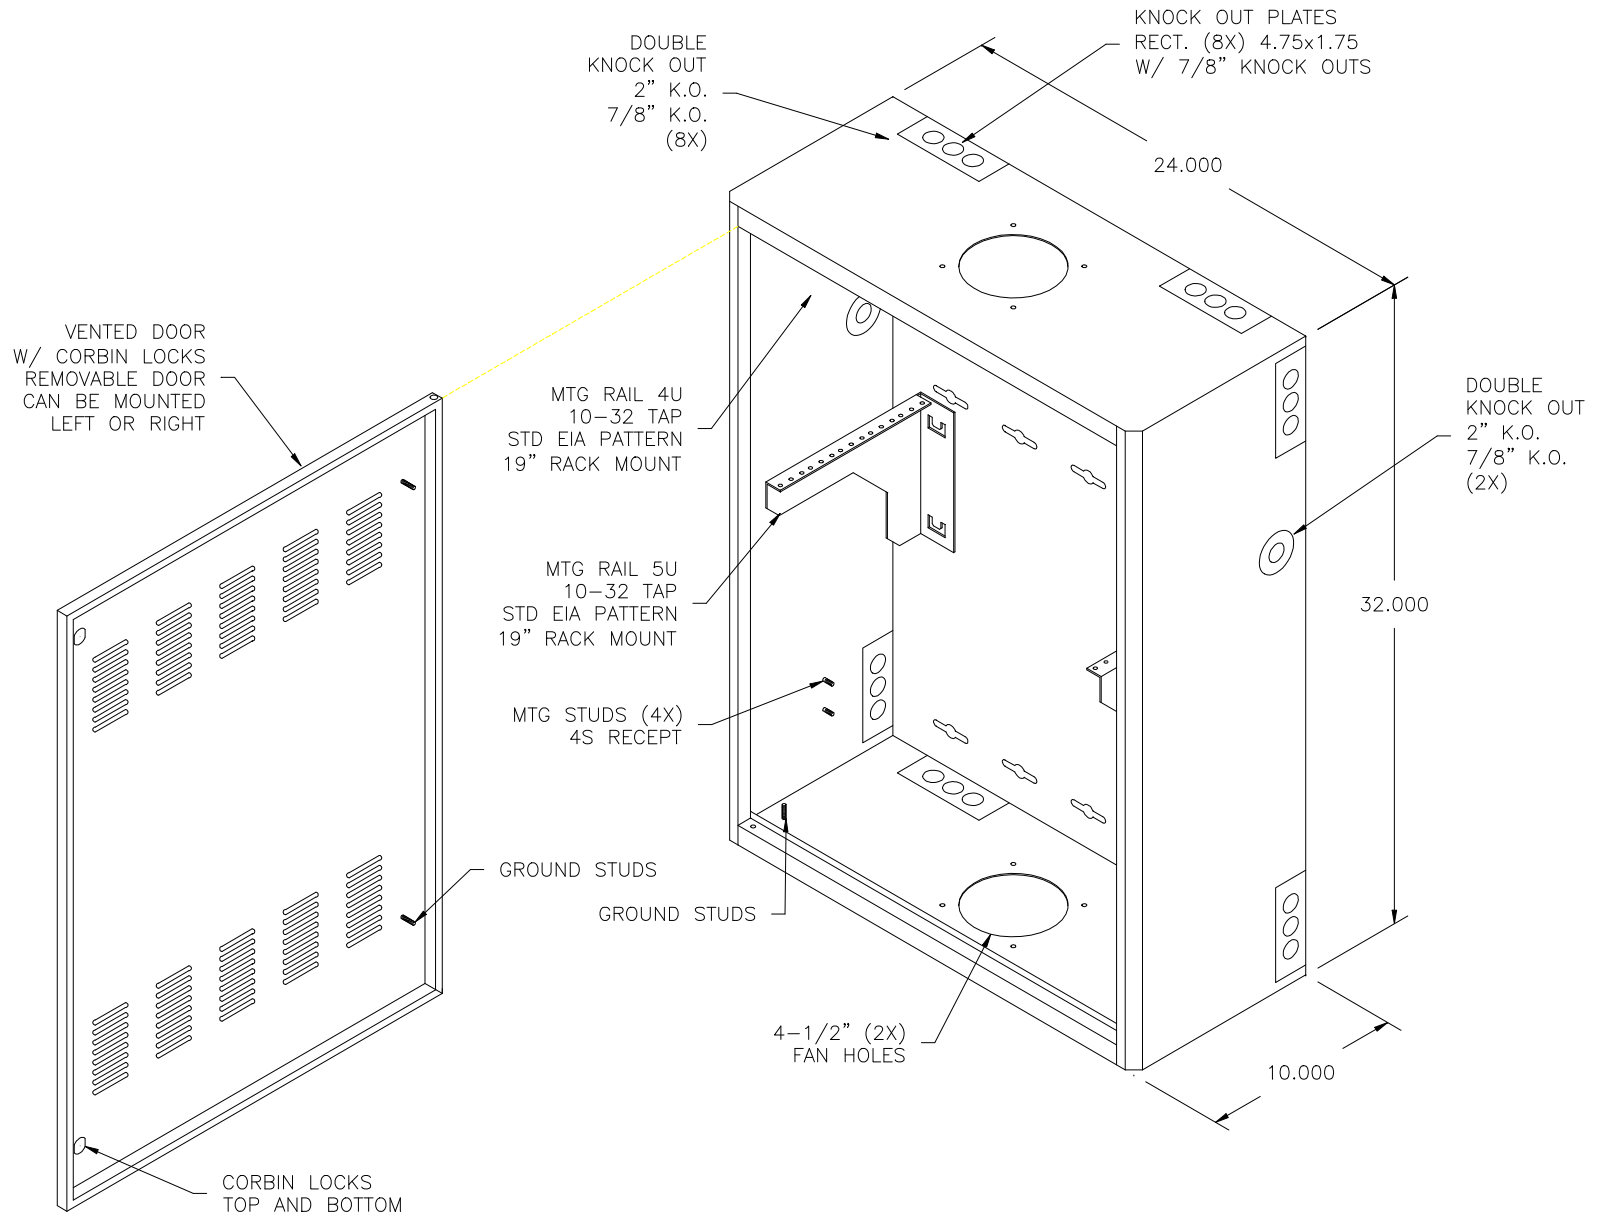 KNOCK OUT PLATES
RECT. (8X) 4.75x1.75
W/ 7/8” KNOCK OUTS
DOUBLE
KNOCK OUT
2” K.O.
7/8” K.O.
(8X)
24.000
VENTED DOOR
W/ CORBIN LOCKS
REMOVABLE DOOR
CAN BE MOUNTED
LEFT OR RIGHT
MTG RAIL 4U
10-32 TAP
STD EIA PATTERN
19” RACK MOUNT
DOUBLE
KNOCK OUT
2” K.O.
7/8” K.O.
(2X)
MTG RAIL 5U
10-32 TAP
STD EIA PATTERN
19” RACK MOUNT
32.000
MTG STUDS (4X)
4S RECEPT
GROUND STUDS
GROUND STUDS
4-1/2” (2X)
FAN HOLES
10.000
CORBIN LOCKS
TOP AND BOTTOM